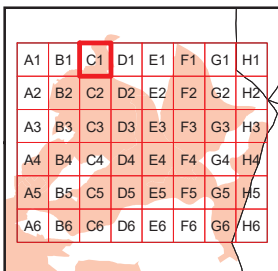 A1 B1 C1 D1 E1 F1 G1 H1
A2 B2 C2 D2 E2 F2 G2 H2
A3 B3 C3 D3 E3 F3 G3 H3
A4 B4 C4 D4 E4 F4 G4 H4
A5 B5 C5 D5 E5 F5 G5 H5
A6 B6 C6 D6 E6 F6 G6 H6